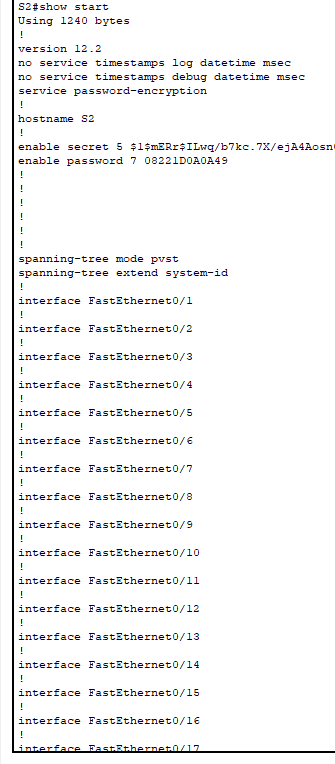 S2#show start
Using 1240 bytes
!
version 12.2
no service timestamps log datetime msec
no service timestamps debug datetime msec
service password-encryption
!
hostname S2
!
enable secret 5 $1$mERr$ILwq/b7kc.7X/ejA4Aosn
enable password 7 08221D0A0A49
!
!
!
!
!
!
spanning-tree mode pvst
spanning-tree extend system-id
!
interface FastEthernet0/1
!
interface FastEthernet0/2
!
interface FastEthernet0/3
!
interface FastEthernet0/4
!
interface FastEthernet0/5
!
interface FastEthernet0/6
!
interface FastEthernet0/7
!
interface FastEthernet0/8
!
interface FastEthernet0/9
!
interface FastEthernet0/10
!
interface FastEthernet0/11
!
interface FastEthernet0/12
!
interface FastEthernet0/13
!
interface FastEthernet0/14
!
interface FastEthernet0/15
!
interface FastEthernet0/16
!
interface FastEthernet0/17